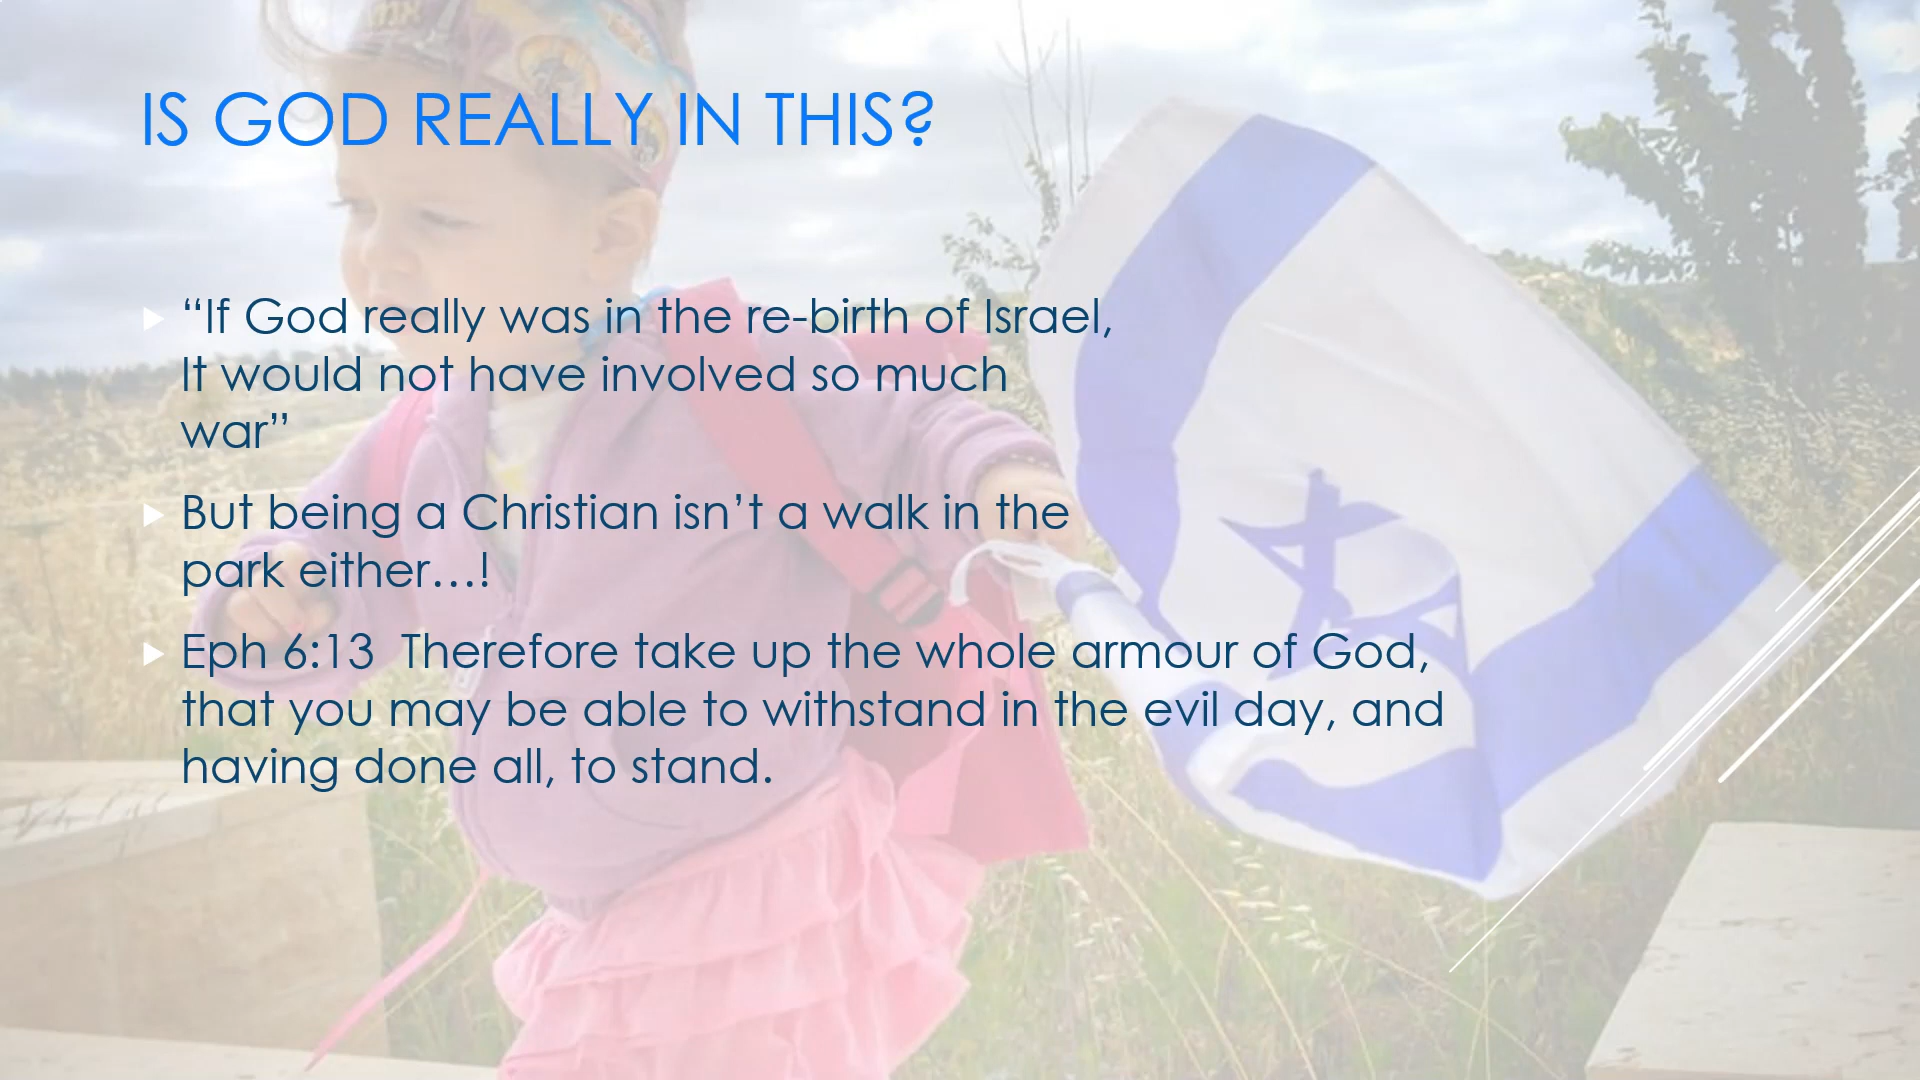 IS GOD REALLY IN THIS?
“If God really was in the re-birth of Israel,
It would not have involved so much
war”
But being a Christian isn’t a walk in the
park either…!
Eph 6:13  Therefore take up the whole armour of God,
that you may be able to withstand in the evil day, and
having done all, to stand.